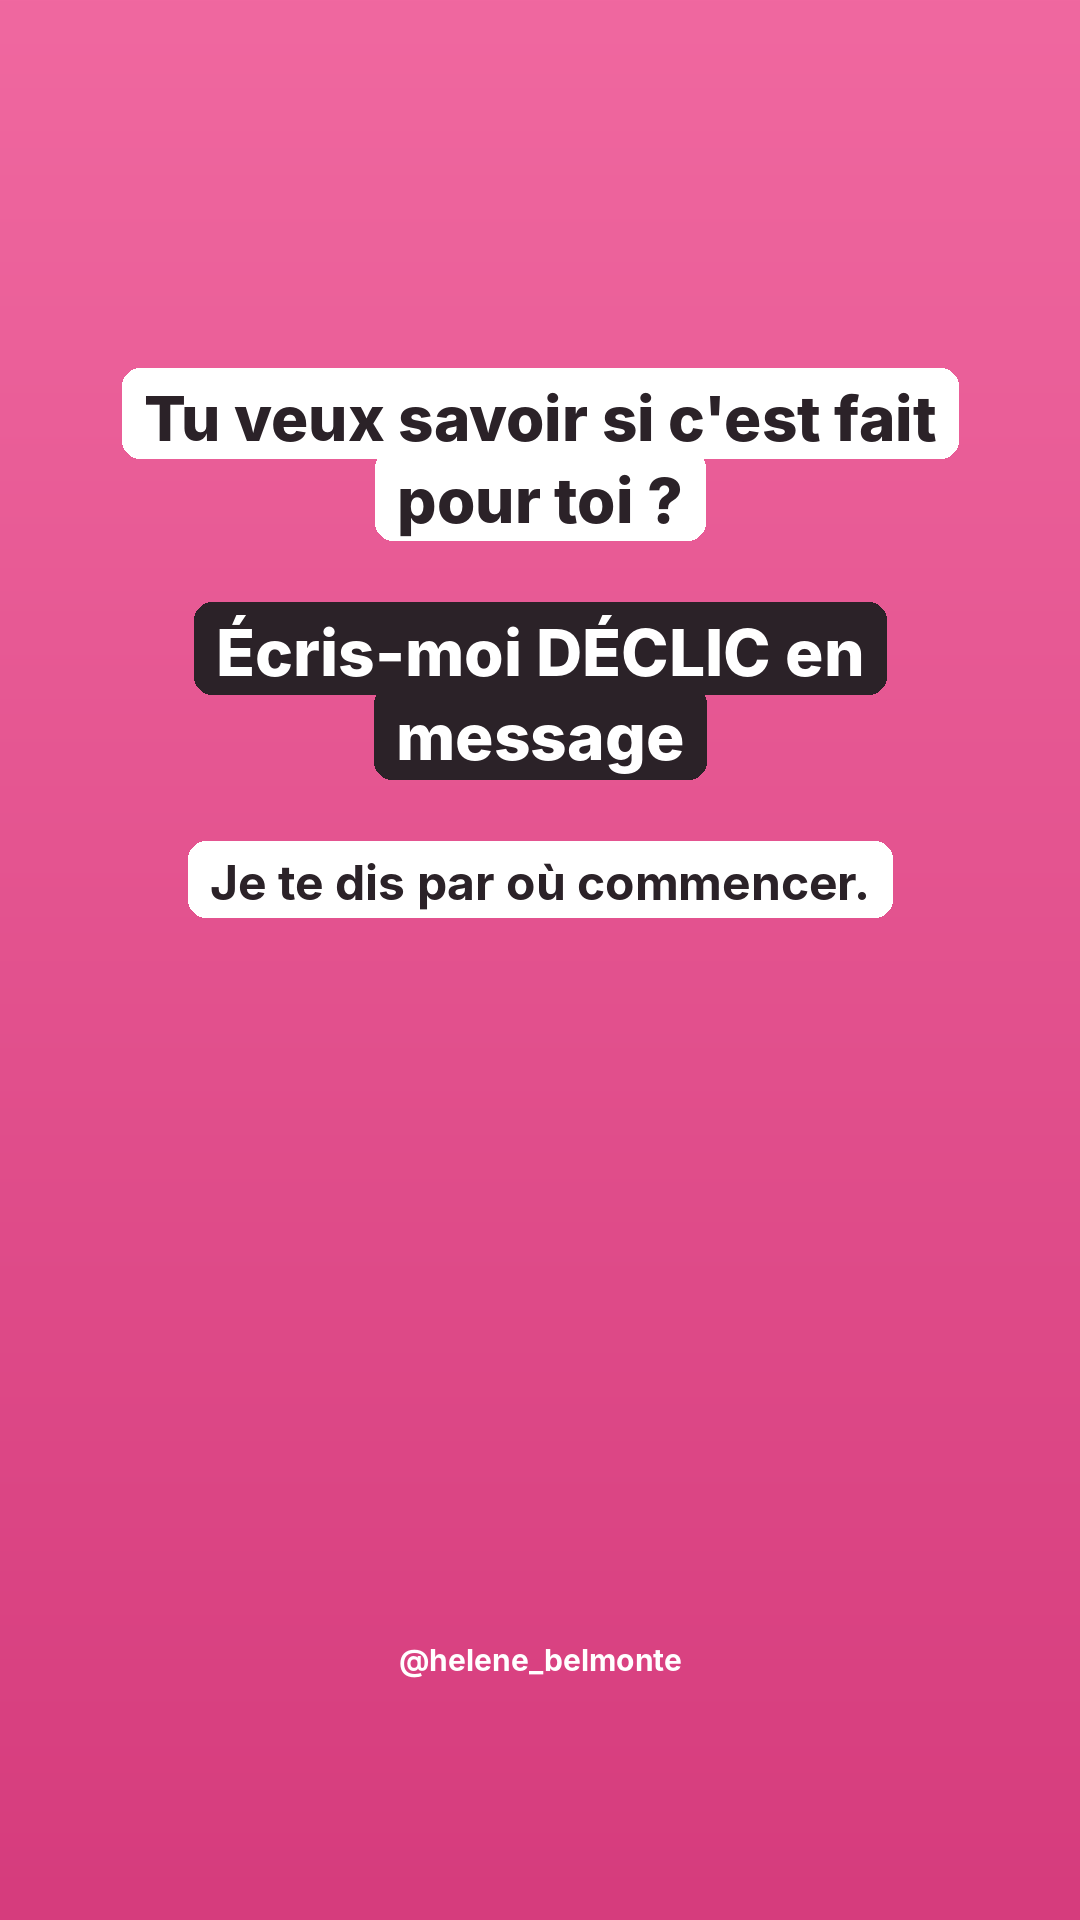 Tu veux savoir si c'est fait
pour toi ?
Écris-moi DÉCLIC en
message
Je te dis par où commencer.
@helene_belmonte